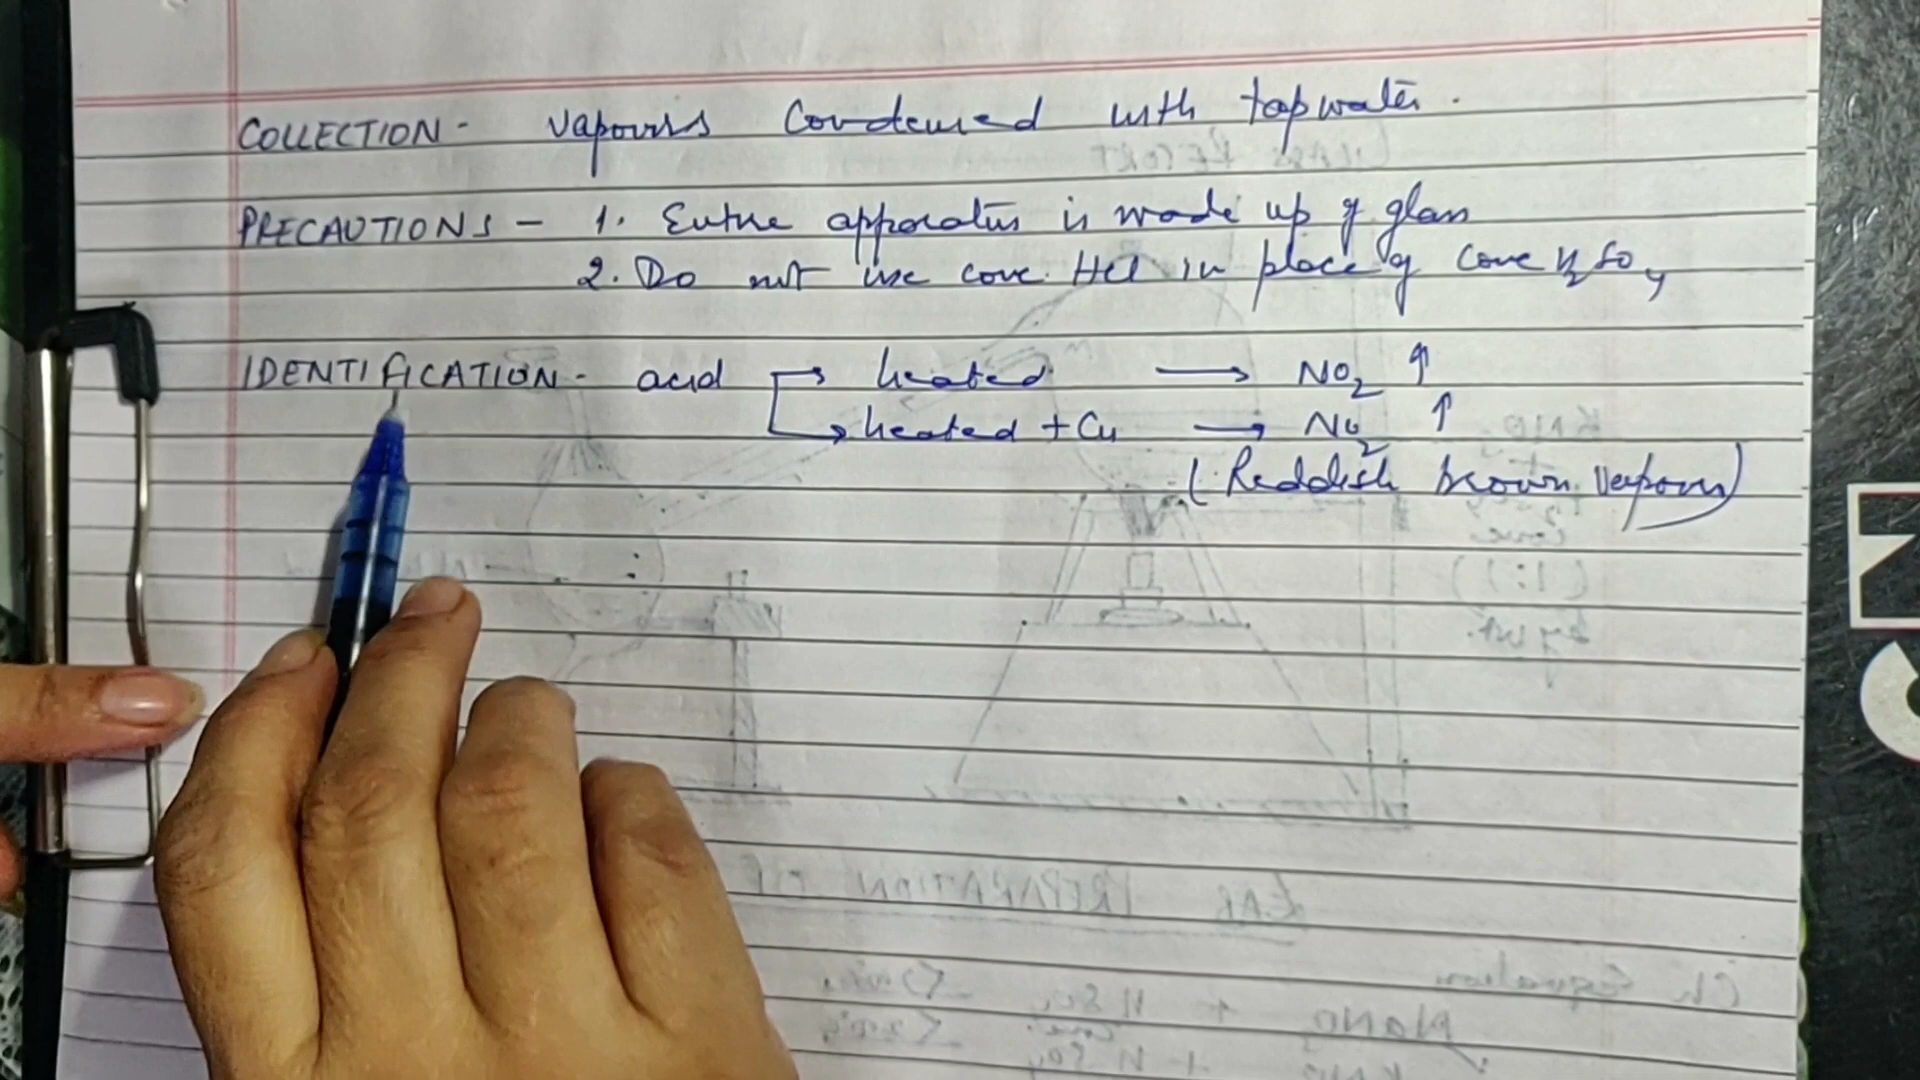 COLLECTION - vapours condensed with tapwater.
PRECAUTIONS - 1. Entire apparatus is made up of glass
2. Do not use conc. HCl in place of conc H2SO4
IDENTIFICATION - acid → heated → NO2 ↑
→ heated + Cu → NO2 ↑
(Reddish brown vapours)